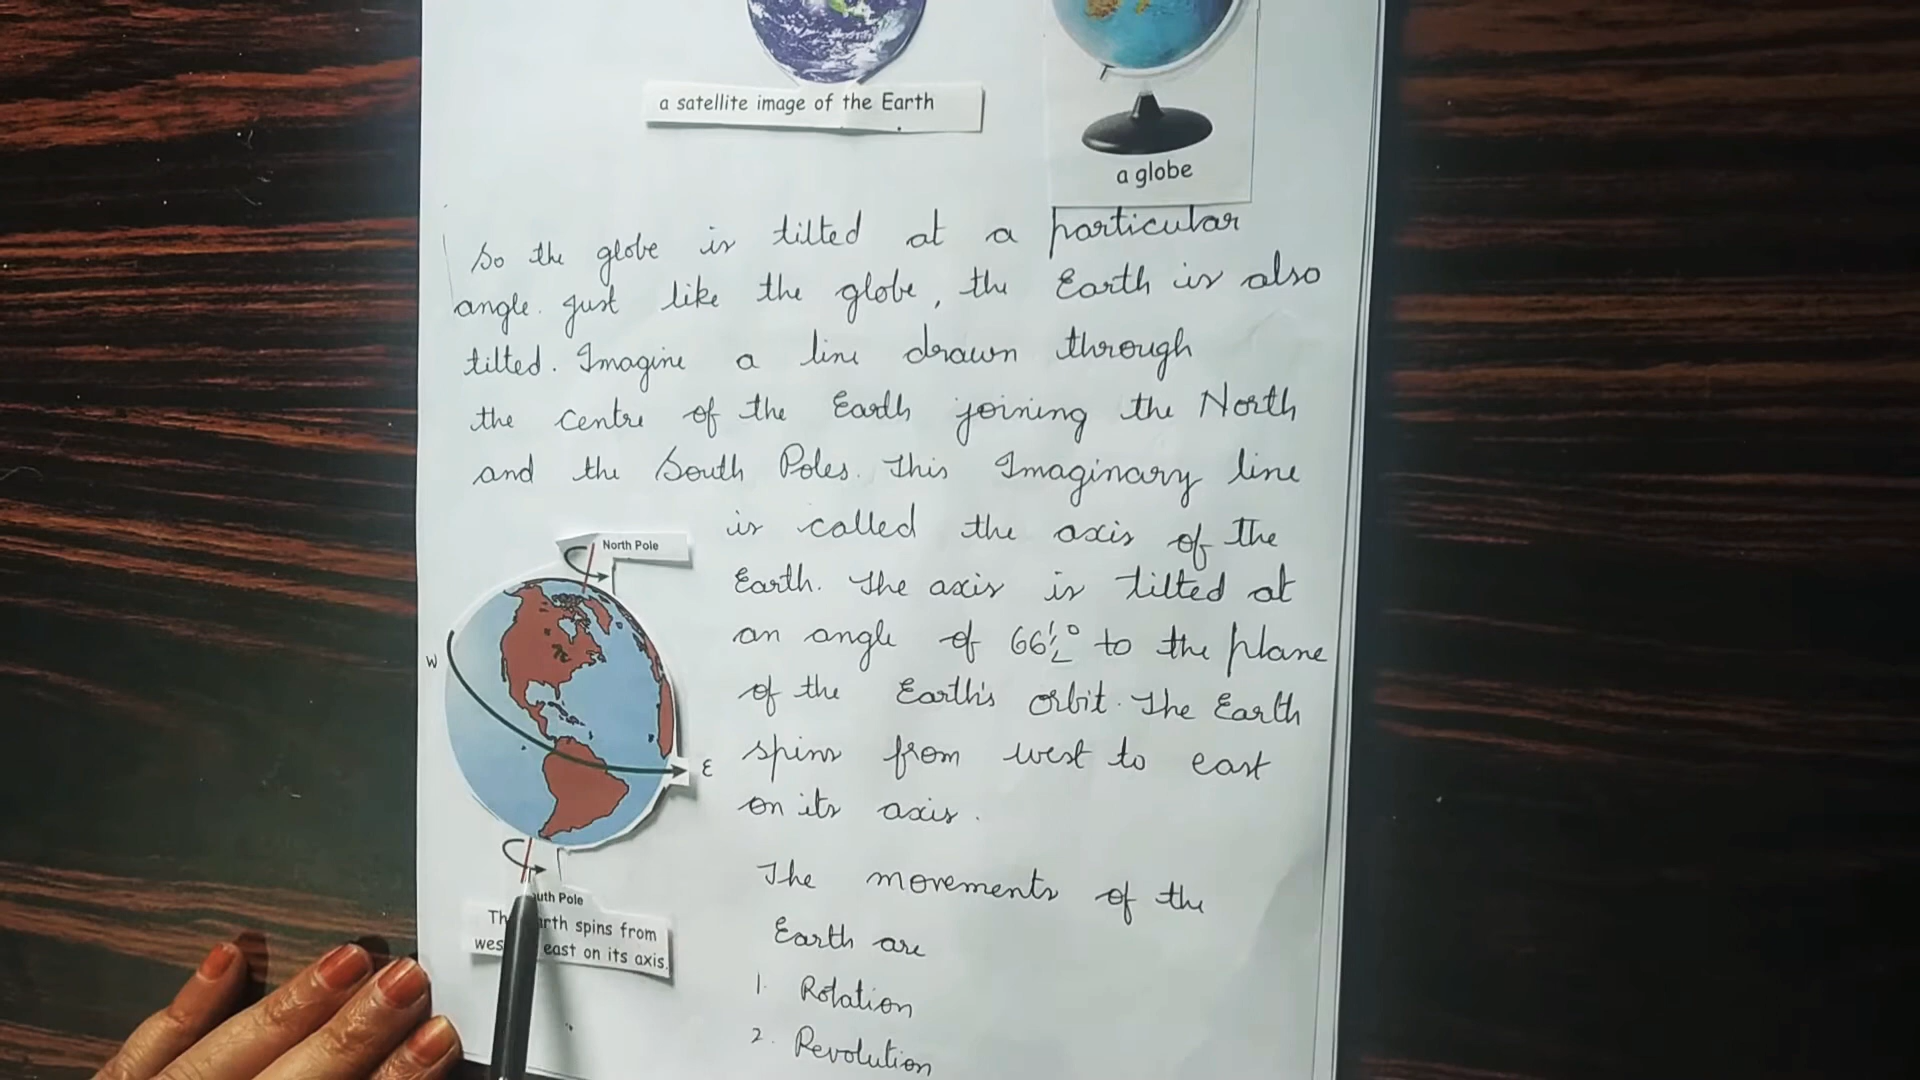 a satellite image of the Earth
a globe
So the globe is tilted at a particular
angle. Just like the globe, the Earth is also
tilted. Imagine a line drawn through
the centre of the Earth joining the North
and the South Poles. This Imaginary line
is called the axis of the
Earth. The axis is tilted at
an angle of 66½° to the plane
of the Earth's orbit. The Earth
spins from west to east
on its axis.
North Pole
W
E
Pole
spins from
east on its axis.
The movements of the
Earth are
1. Rotation
2. Revolution